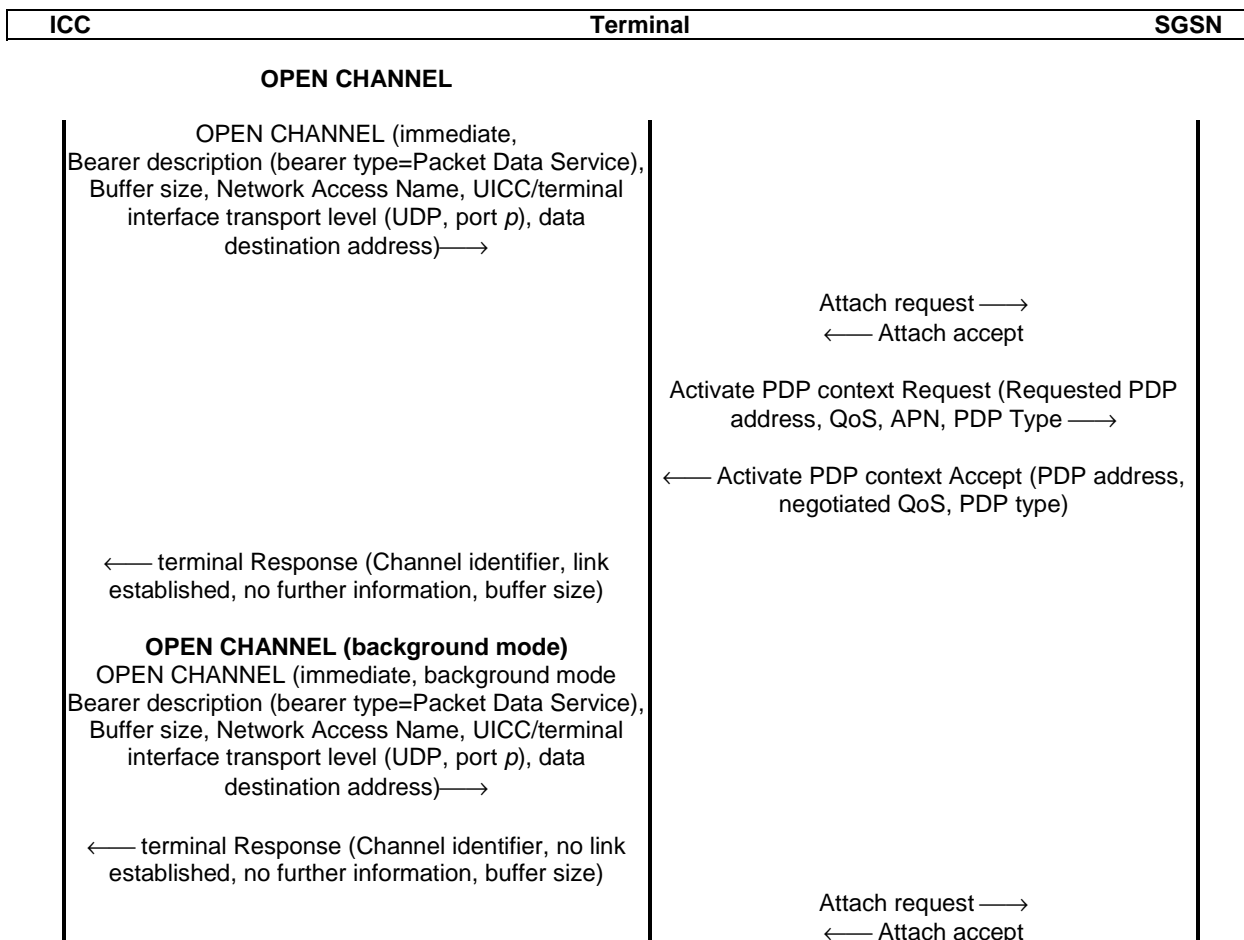 ICC Terminal SGSN
OPEN CHANNEL
OPEN CHANNEL (immediate,
Bearer description (bearer type=Packet Data Service),
Buffer size, Network Access Name, UICC/terminal
interface transport level (UDP, port p), data
destination address)⎯⎯→
Attach request ⎯⎯→
←⎯⎯ Attach accept
Activate PDP context Request (Requested PDP
address, QoS, APN, PDP Type ⎯⎯→
←⎯⎯ Activate PDP context Accept (PDP address,
negotiated QoS, PDP type)
←⎯⎯ terminal Response (Channel identifier, link
established, no further information, buffer size)
OPEN CHANNEL (background mode)
OPEN CHANNEL (immediate, background mode
Bearer description (bearer type=Packet Data Service),
Buffer size, Network Access Name, UICC/terminal
interface transport level (UDP, port p), data
destination address)⎯⎯→
←⎯⎯ terminal Response (Channel identifier, no link
established, no further information, buffer size)
Attach request ⎯⎯→
←⎯⎯ Attach accept